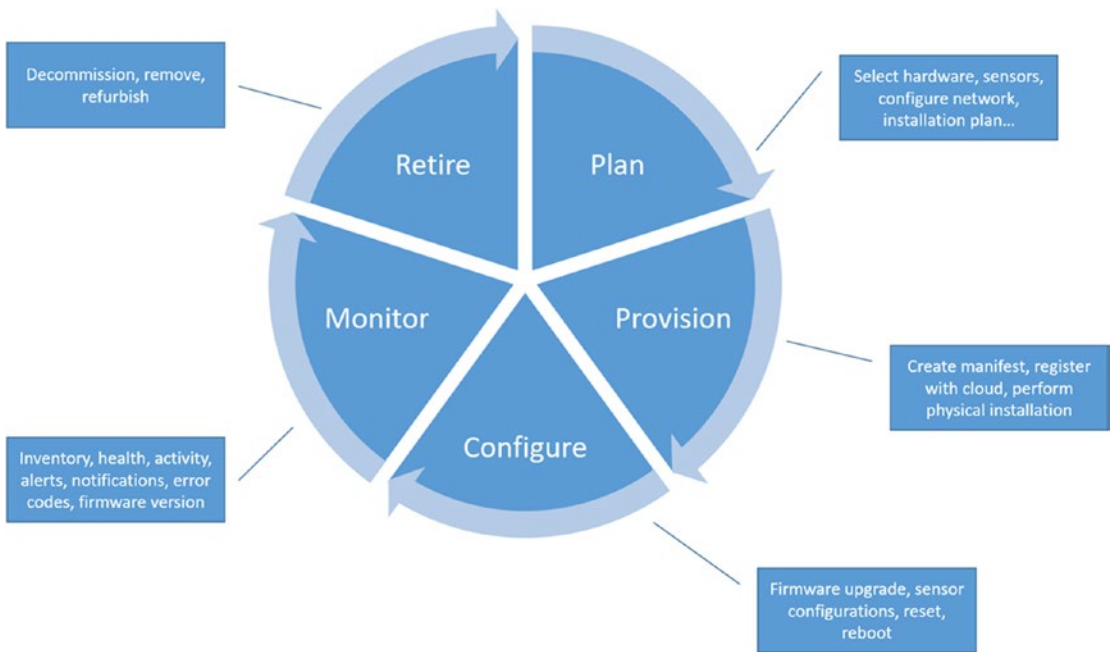 Decommission, remove,
refurbish
Select hardware, sensors,
configure network,
installation plan...
Retire
Plan
Monitor
Provision
Configure
Create manifest, register
with cloud, perform
physical installation
Inventory, health, activity,
alerts, notifications, error
codes, firmware version
Firmware upgrade, sensor
configurations, reset,
reboot